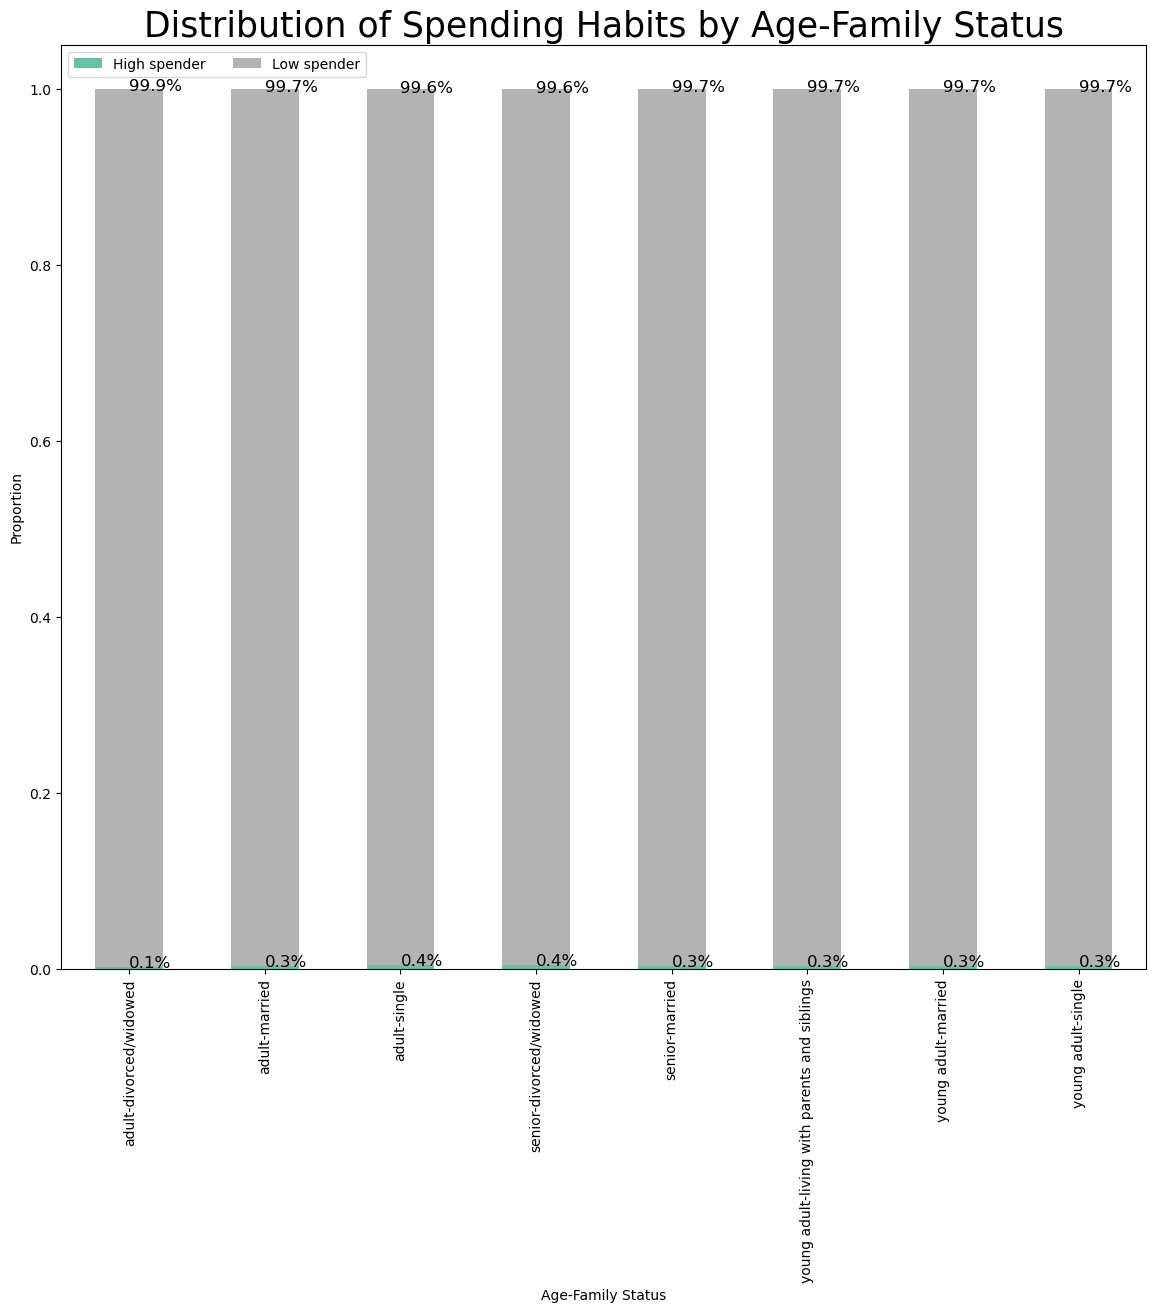 Distribution of Spending Habits by Age-Family Status
High spender Low spender
99.9% 99.7% 99.6% 99.6% 99.7% 99.7% 99.7% 99.7%
1.0
0.8
0.6
0.4
0.2
0.0
Proportion
0.1% 0.3% 0.4% 0.4% 0.3% 0.3% 0.3% 0.3%
adult-divorced/widowed
adult-married
adult-single
senior-divorced/widowed
senior-married
young adult-living with parents and siblings
young adult-married
young adult-single
Age-Family Status